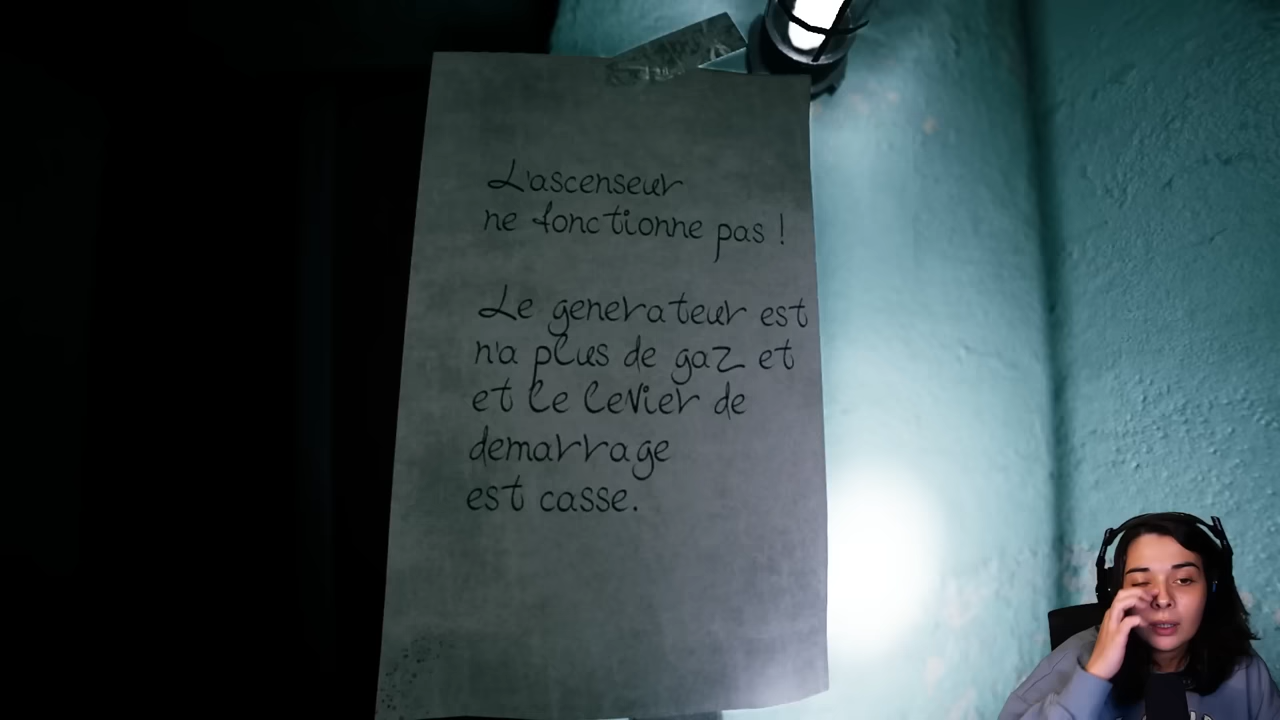 L'ascenseur
ne fonctionne pas !
Le generateur est
n'a plus de gaz et
et le levier de
demarrage
est casse.